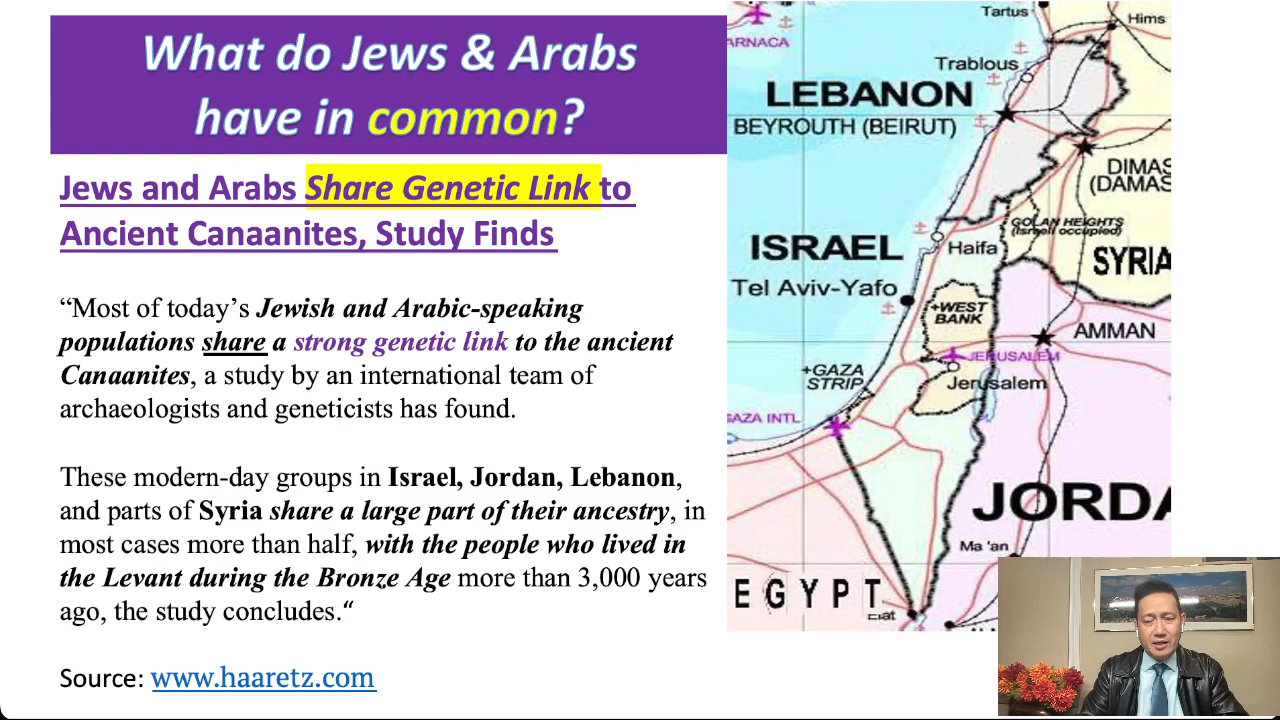 What do Jews & Arabs
have in common?
Jews and Arabs Share Genetic Link to
Ancient Canaanites, Study Finds
“Most of today’s Jewish and Arabic-speaking
populations share a strong genetic link to the ancient
Canaanites, a study by an international team of
archaeologists and geneticists has found.
These modern-day groups in Israel, Jordan, Lebanon,
and parts of Syria share a large part of their ancestry, in
most cases more than half, with the people who lived in
the Levant during the Bronze Age more than 3,000 years
ago, the study concludes.“
Source: www.haaretz.com
Tartus
Hims
ARNACA
Trablous
LEBANON
BEYROUTH (BEIRUT)
DIMAS
(DAMAS
GOLAN HEIGHTS
(Israeli occupied)
ISRAEL
Haifa
SYRIA
Tel Aviv-Yafo
+WEST
BANK
AMMAN
JERUSALEM
+GAZA
STRIP
Jerusalem
GAZA INTL
JORDA
Ma 'an
EGYPT